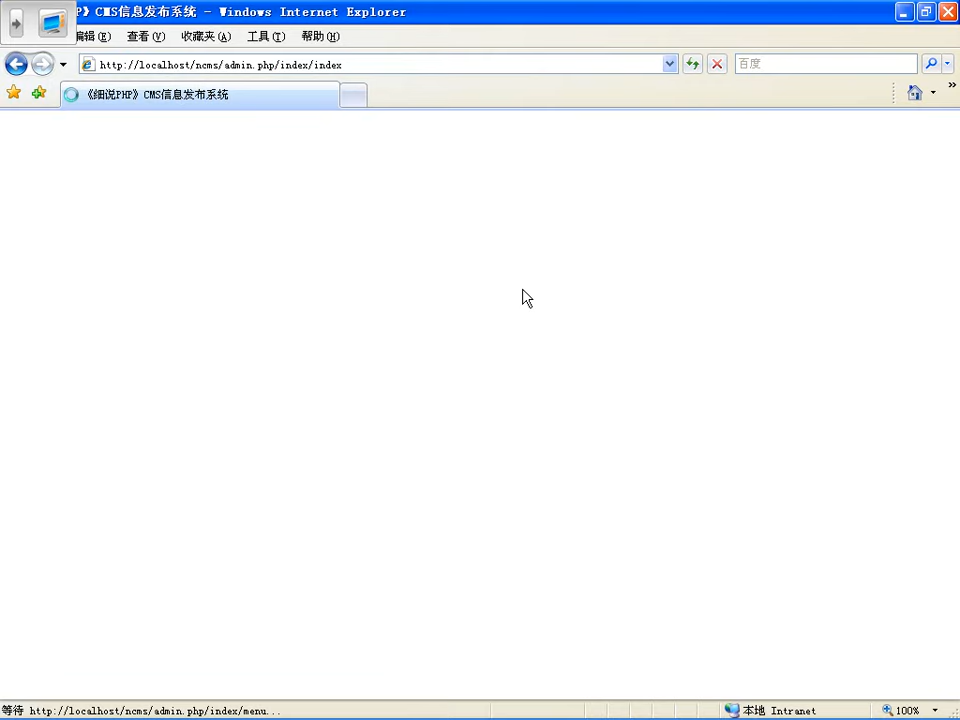 P》CMS信息发布系统 - Windows Internet Explorer
编辑(E) 查看(V) 收藏夹(A) 工具(T) 帮助(H)
http://localhost/ncms/admin.php/index/index 百度
《细说PHP》CMS信息发布系统
等待 http://localhost/ncms/admin.php/index/menu... 本地 Intranet 100%